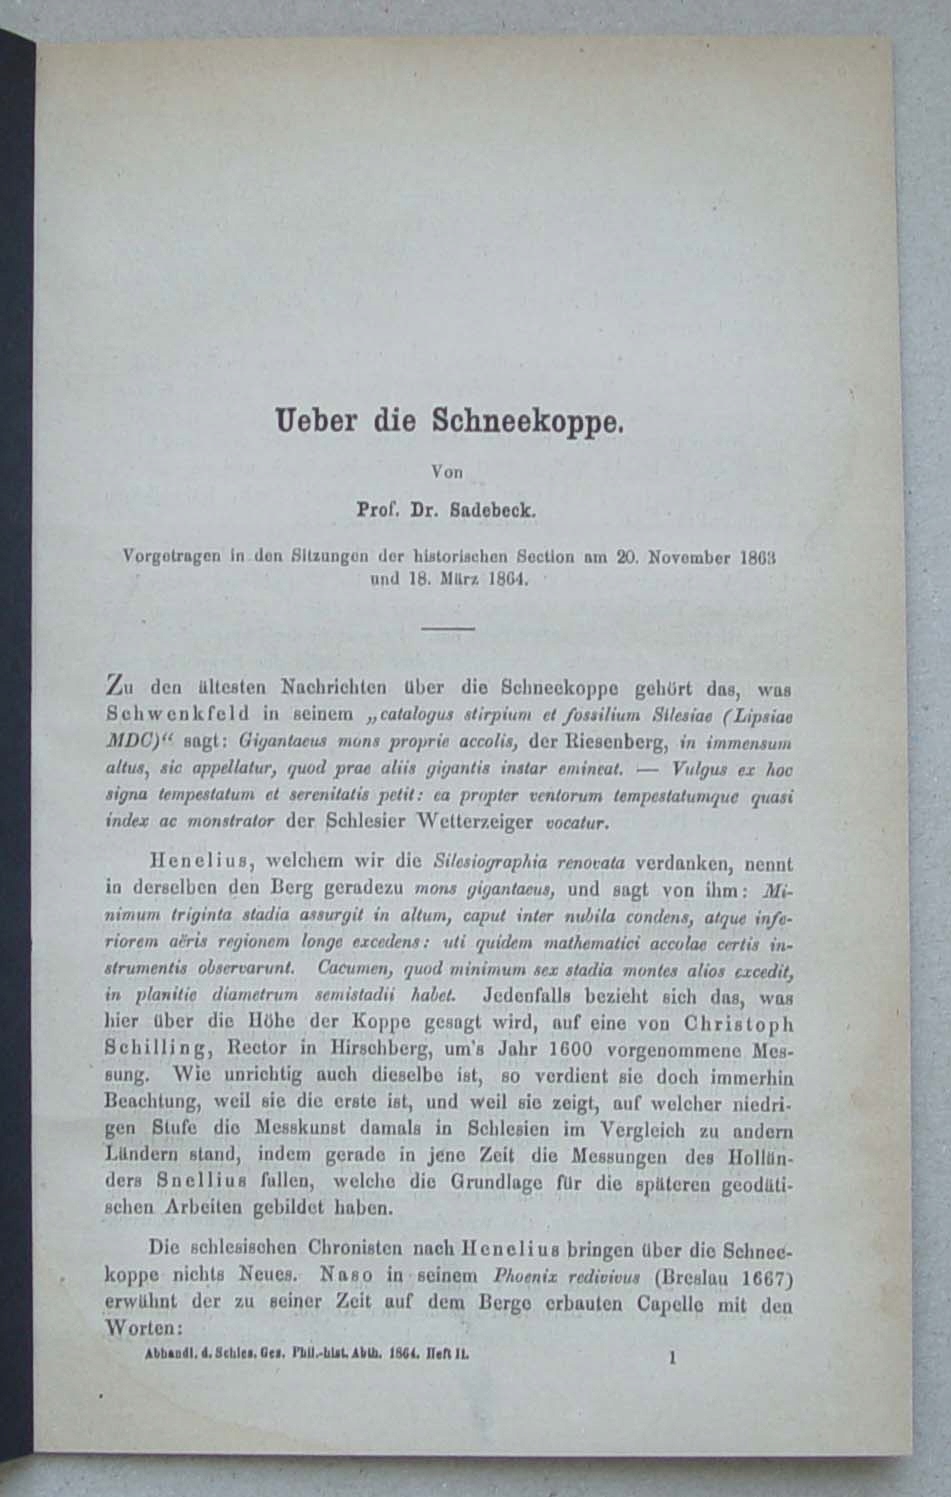 Ueber die Schneekoppe.
Von
Prof. Dr. Sadebeck.
Vorgetragen in den Sitzungen der historischen Section am 20. November 1863
und 18. März 1864.
Zu den ältesten Nachrichten über die Schneekoppe gehört das, was
Schwenkfeld in seinem „catalogus stirpium et fossilium Silesiae (Lipsiae
MDC)“ sagt: Gigantaeus mons proprie accolis, der Riesenberg, in immensum
altus, sic appellatur, quod prae aliis gigantis instar emineat. — Vulgus ex hoc
signa tempestatum et serenitatis petit: ea propter ventorum tempestatumque quasi
index ac monstrator der Schlesier Wetterzeiger vocatur.
Henelius, welchem wir die Silesiographia renovata verdanken, nennt
in derselben den Berg geradezu mons gigantaeus, und sagt von ihm: Mi-
nimum triginta stadia assurgit in altum, caput inter nubila condens, atque infe-
riorem aëris regionem longe excedens: uti quidem mathematici accolae certis in-
strumentis observarunt. Cacumen, quod minimum sex stadia montes alios excedit,
in planitie diametrum semistadii habet. Jedenfalls bezieht sich das, was
hier über die Höhe der Koppe gesagt wird, auf eine von Christoph
Schilling, Rector in Hirschberg, um's Jahr 1600 vorgenommene Mes-
sung. Wie unrichtig auch dieselbe ist, so verdient sie doch immerhin
Beachtung, weil sie die erste ist, und weil sie zeigt, auf welcher niedri-
gen Stufe die Messkunst damals in Schlesien im Vergleich zu andern
Ländern stand, indem gerade in jene Zeit die Messungen des Hollän-
ders Snellius fallen, welche die Grundlage für die späteren geodäti-
schen Arbeiten gebildet haben.
Die schlesischen Chronisten nach Henelius bringen über die Schnee-
koppe nichts Neues. Naso in seinem Phoenix redivivus (Breslau 1667)
erwähnt der zu seiner Zeit auf dem Berge erbauten Capelle mit den
Worten:
Abhandl. d. Schles. Ges. Phil.-hist. Abth. 1864. Heft II.
1